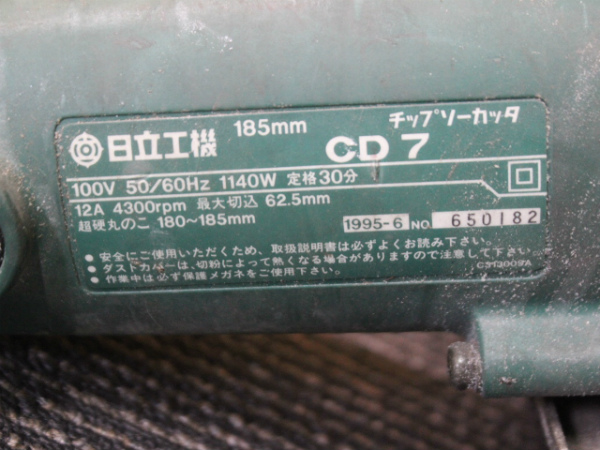 185mm チップソーカッタ
日立工機 CD 7
100V 50/60Hz 1140W 定格30分
12A 4300rpm 最大切込 62.5mm
超硬丸のこ 180〜185mm 1995-6 NO. 650182
● 安全にご使用いただくため、取扱説明書は必ずよくお読み下さい。
● ダストカバーは、切粉によって熱くなる場合がありますので注意して下さい。
● 作業中は必ず保護メガネをご使用下さい。